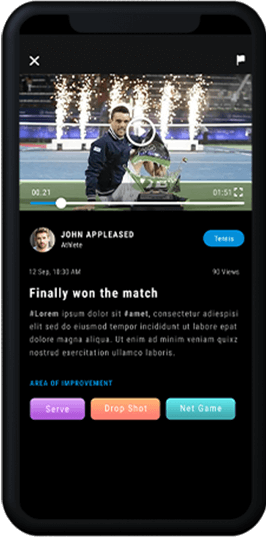 00.21
01:51
JOHN APPLEASED
Athlete
Tennis
12 Sep, 10:33 AM
90 Views
Finally won the match
#Lorem ipsum dolor sit #amet, consectetur adiespisi
elit sed do eiusmod tempor incididunt ut labore epat
dolore magna aliqua. Ut enim ad minim veniam quixz
nostrud exercitation ullamco laboris.
AREA OF IMPROVEMENT
Serve
Drop Shot
Net Game